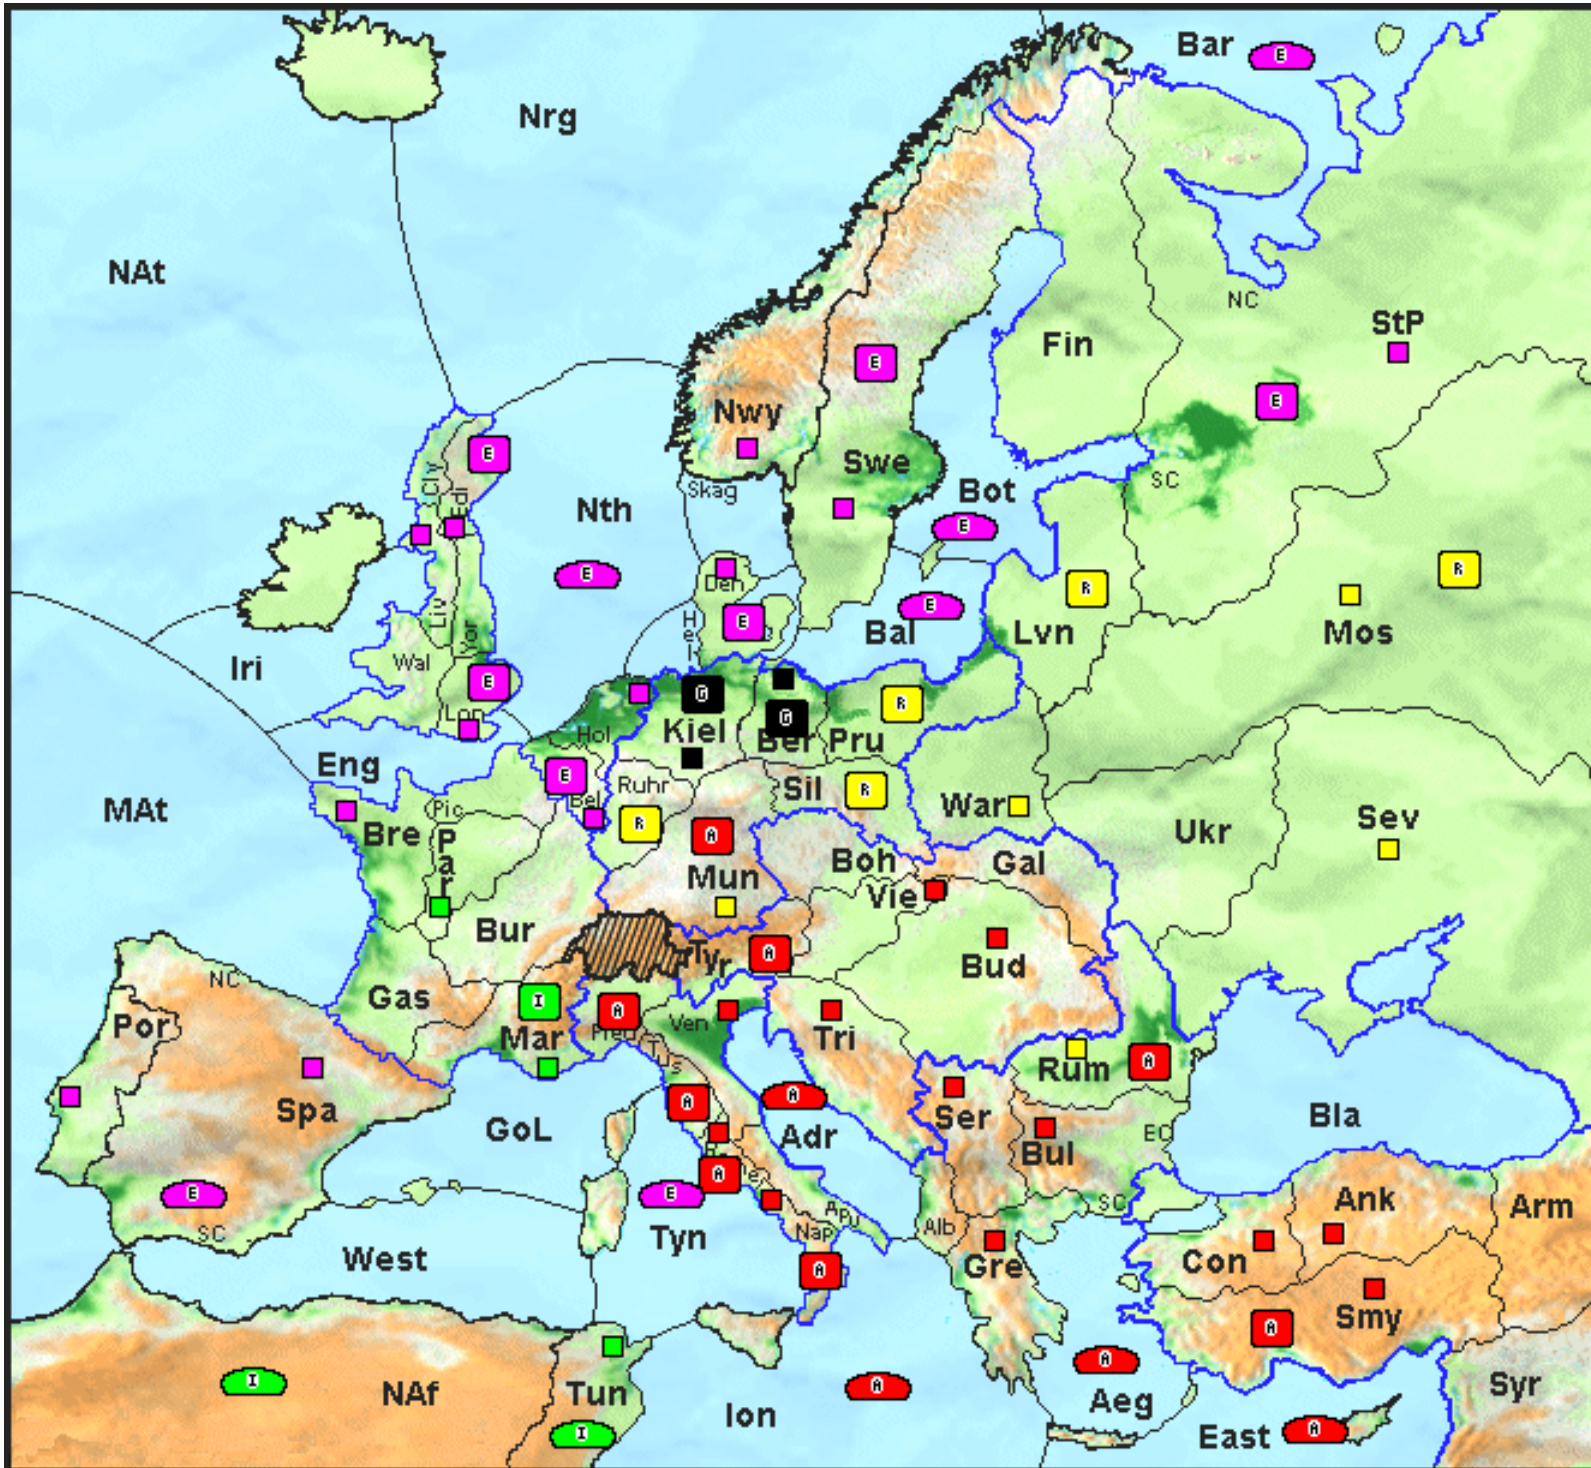 Bar
E
Nrg
NAt
NC
StP
Fin
E
E
Nwy
E
Swe
Cly
Edi
Skag
SC
Bot
E
Nth
E
R
Den
R
E
E
Hel
Bal
Lvn
Mos
Liv
Yor
Wal
Iri
E
G
R
Lon
Hol
Kiel
G
Ber
Pru
Eng
E
Ruhr
Sil
R
Bel
Pic
War
MAt
Bre
Par
R
A
Ukr
Sev
Boh
Gal
Mun
Vie
Bur
Tyr
A
Bud
NC
Gas
I
A
Por
Mar
Pied
Ven
Tri
Tus
Rum
A
Spa
A
A
Ser
GoL
Adr
Bla
Bul
EC
E
E
A
Ank
SC
Apu
SC
Arm
Tyn
Nap
Alb
West
Gre
Con
A
Smy
A
A
I
NAf
Tun
A
Aeg
Syr
Ion
I
East
A